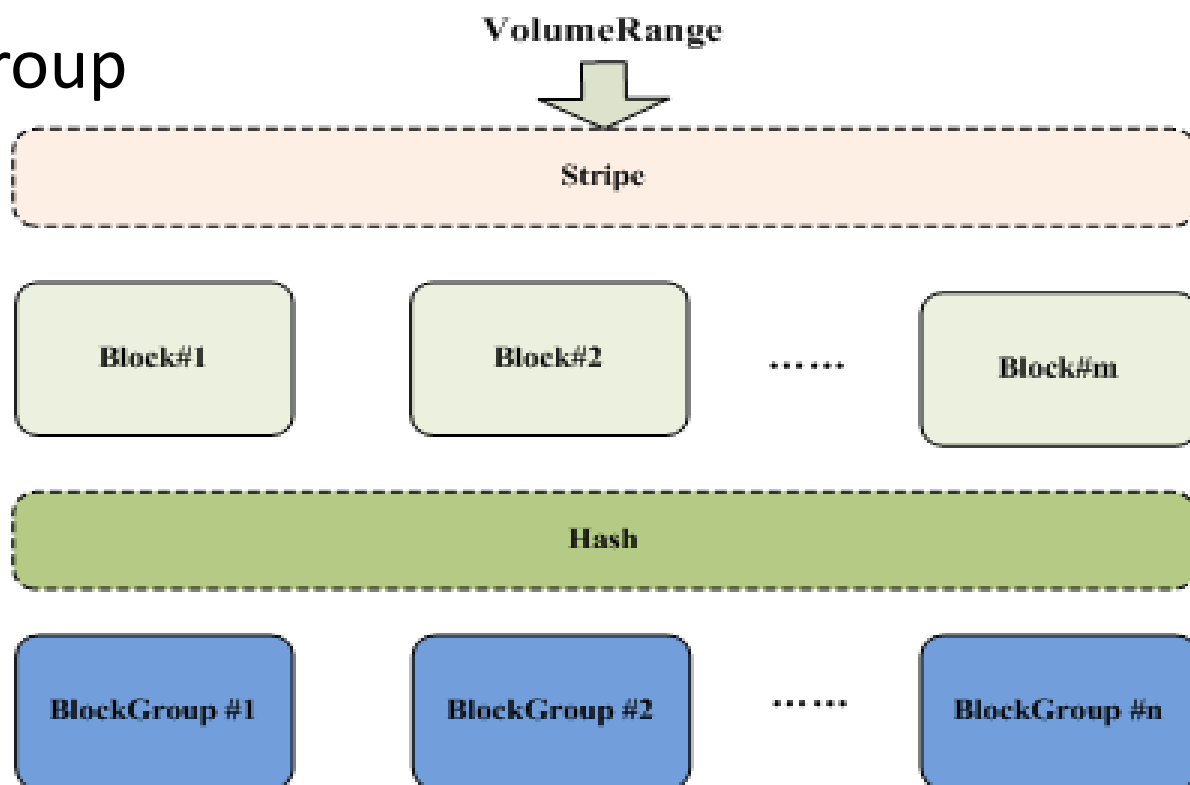 VolumeRange
roup
Stripe
Block#1 Block#2 …… Block#m
Hash
BlockGroup #1 BlockGroup #2 …… BlockGroup #n